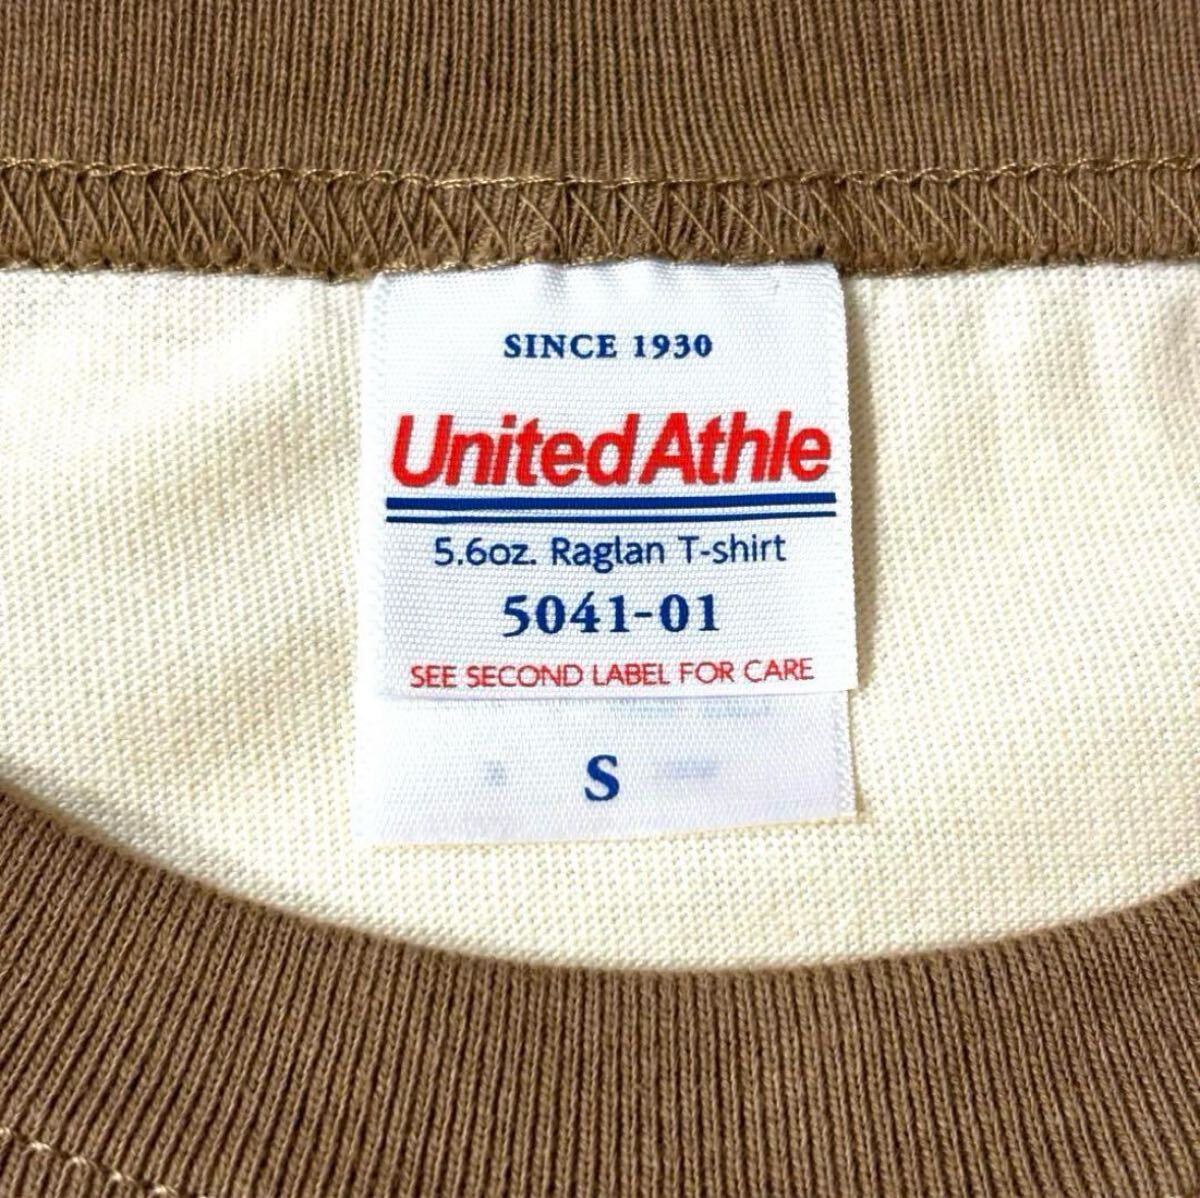 SINCE 1930
United Athle
5.6oz. Raglan T-shirt
5041-01
SEE SECOND LABEL FOR CARE
S